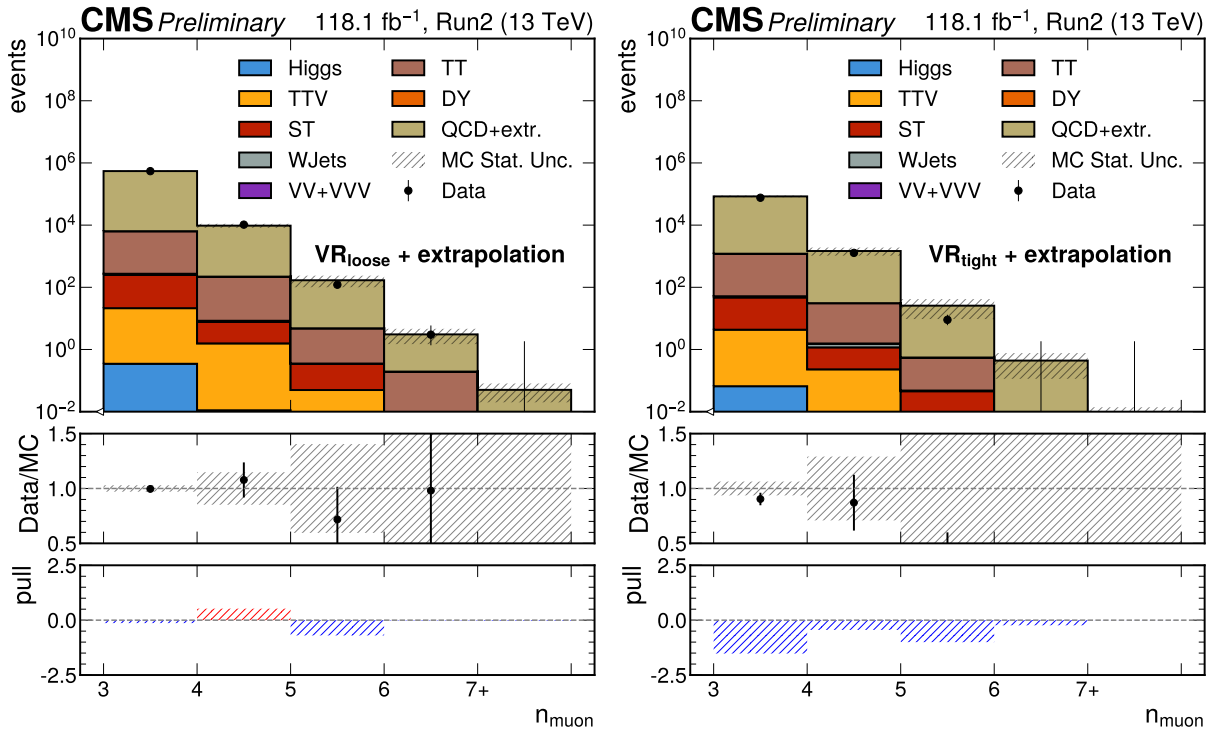 CMS Preliminary 118.1 fb⁻¹, Run2 (13 TeV)
events
10¹⁰
10⁸
10⁶
10⁴
10²
10⁰
10⁻²
Higgs TT
TTV DY
ST QCD+extr.
WJets MC Stat. Unc.
VV+VVV Data
VR_loose + extrapolation
Data/MC
1.5
1.0
0.5
pull
2.5
0.0
-2.5
3 4 5 6 7+
n_muon
CMS Preliminary 118.1 fb⁻¹, Run2 (13 TeV)
events
10¹⁰
10⁸
10⁶
10⁴
10²
10⁰
10⁻²
Higgs TT
TTV DY
ST QCD+extr.
WJets MC Stat. Unc.
VV+VVV Data
VR_tight + extrapolation
Data/MC
1.5
1.0
0.5
pull
2.5
0.0
-2.5
3 4 5 6 7+
n_muon